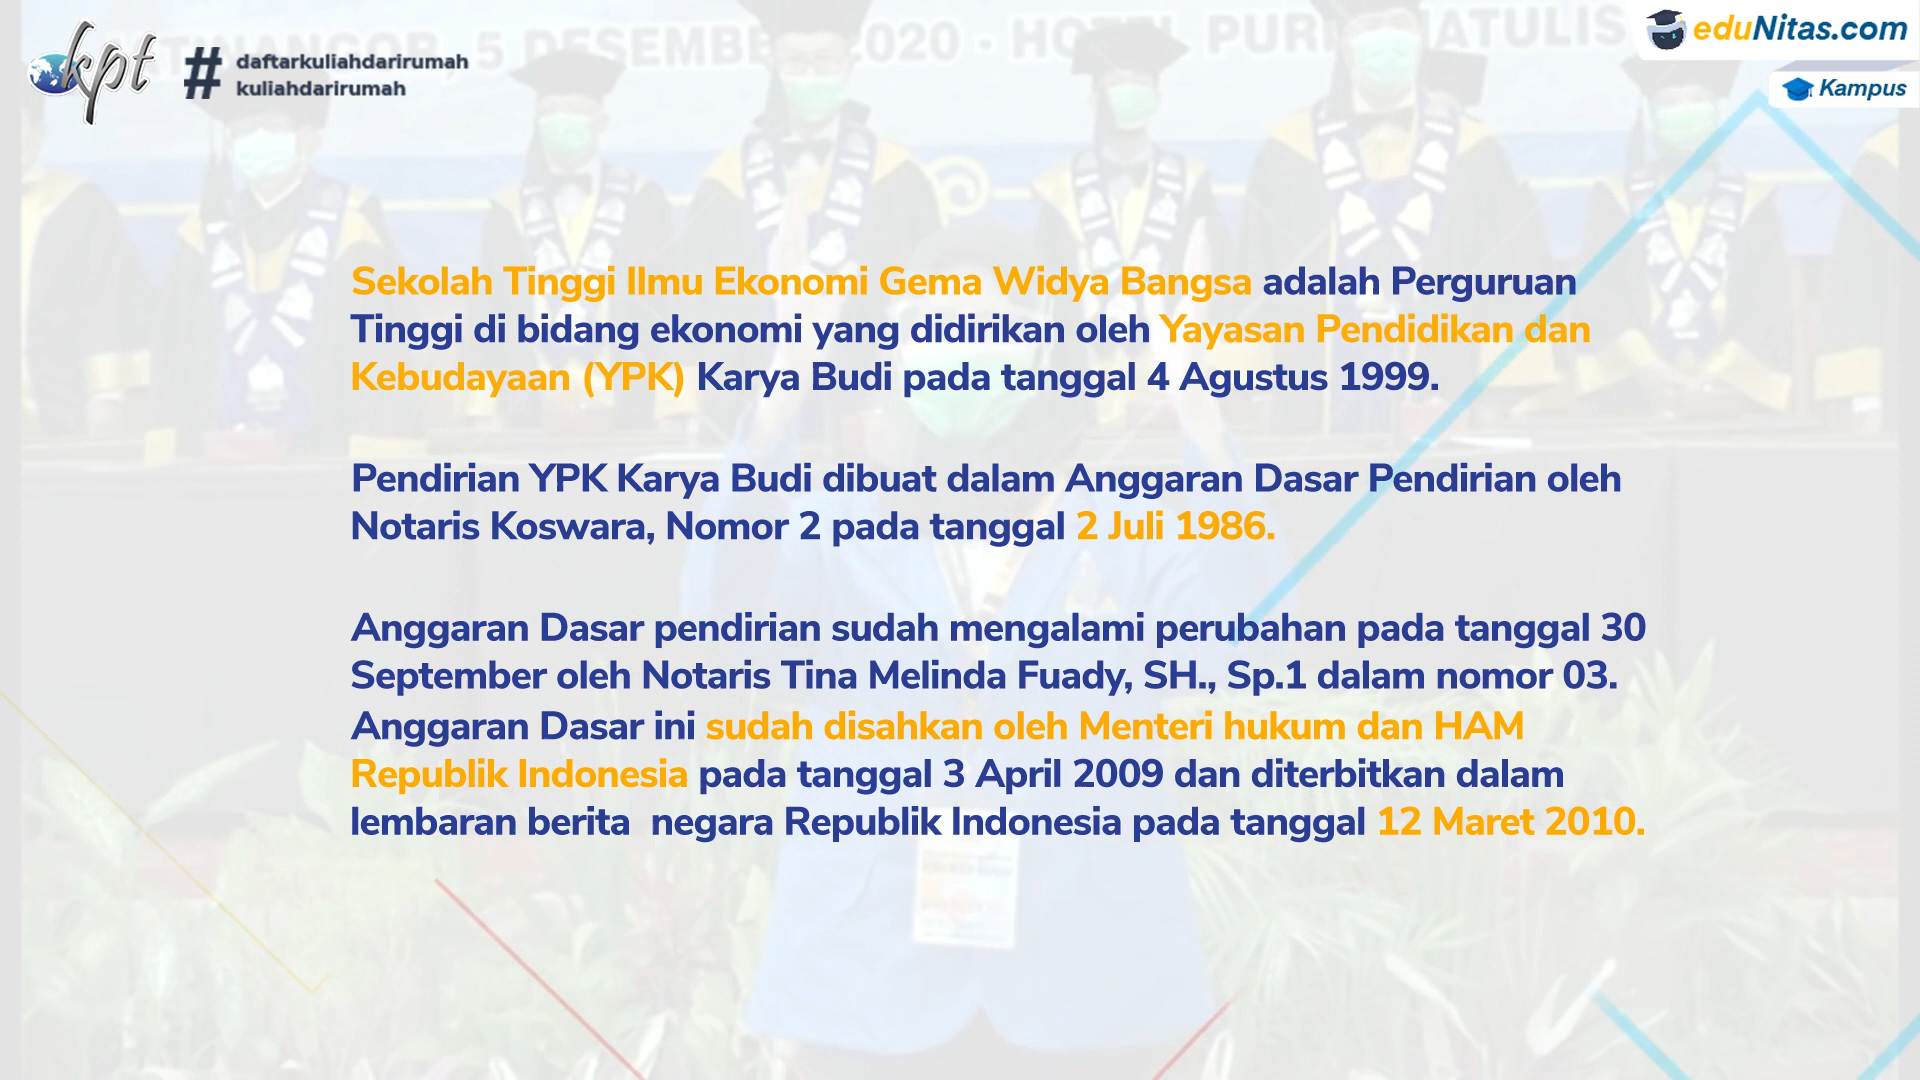 kpt
# daftarkuliahdarirumah
kuliahdarirumah
eduNitas.com
Kampus
5 DESEMBE 2020 - HO
Sekolah Tinggi Ilmu Ekonomi Gema Widya Bangsa adalah Perguruan
Tinggi di bidang ekonomi yang didirikan oleh Yayasan Pendidikan dan
Kebudayaan (YPK) Karya Budi pada tanggal 4 Agustus 1999.
Pendirian YPK Karya Budi dibuat dalam Anggaran Dasar Pendirian oleh
Notaris Koswara, Nomor 2 pada tanggal 2 Juli 1986.
Anggaran Dasar pendirian sudah mengalami perubahan pada tanggal 30
September oleh Notaris Tina Melinda Fuady, SH., Sp.1 dalam nomor 03.
Anggaran Dasar ini sudah disahkan oleh Menteri hukum dan HAM
Republik Indonesia pada tanggal 3 April 2009 dan diterbitkan dalam
lembaran berita  negara Republik Indonesia pada tanggal 12 Maret 2010.